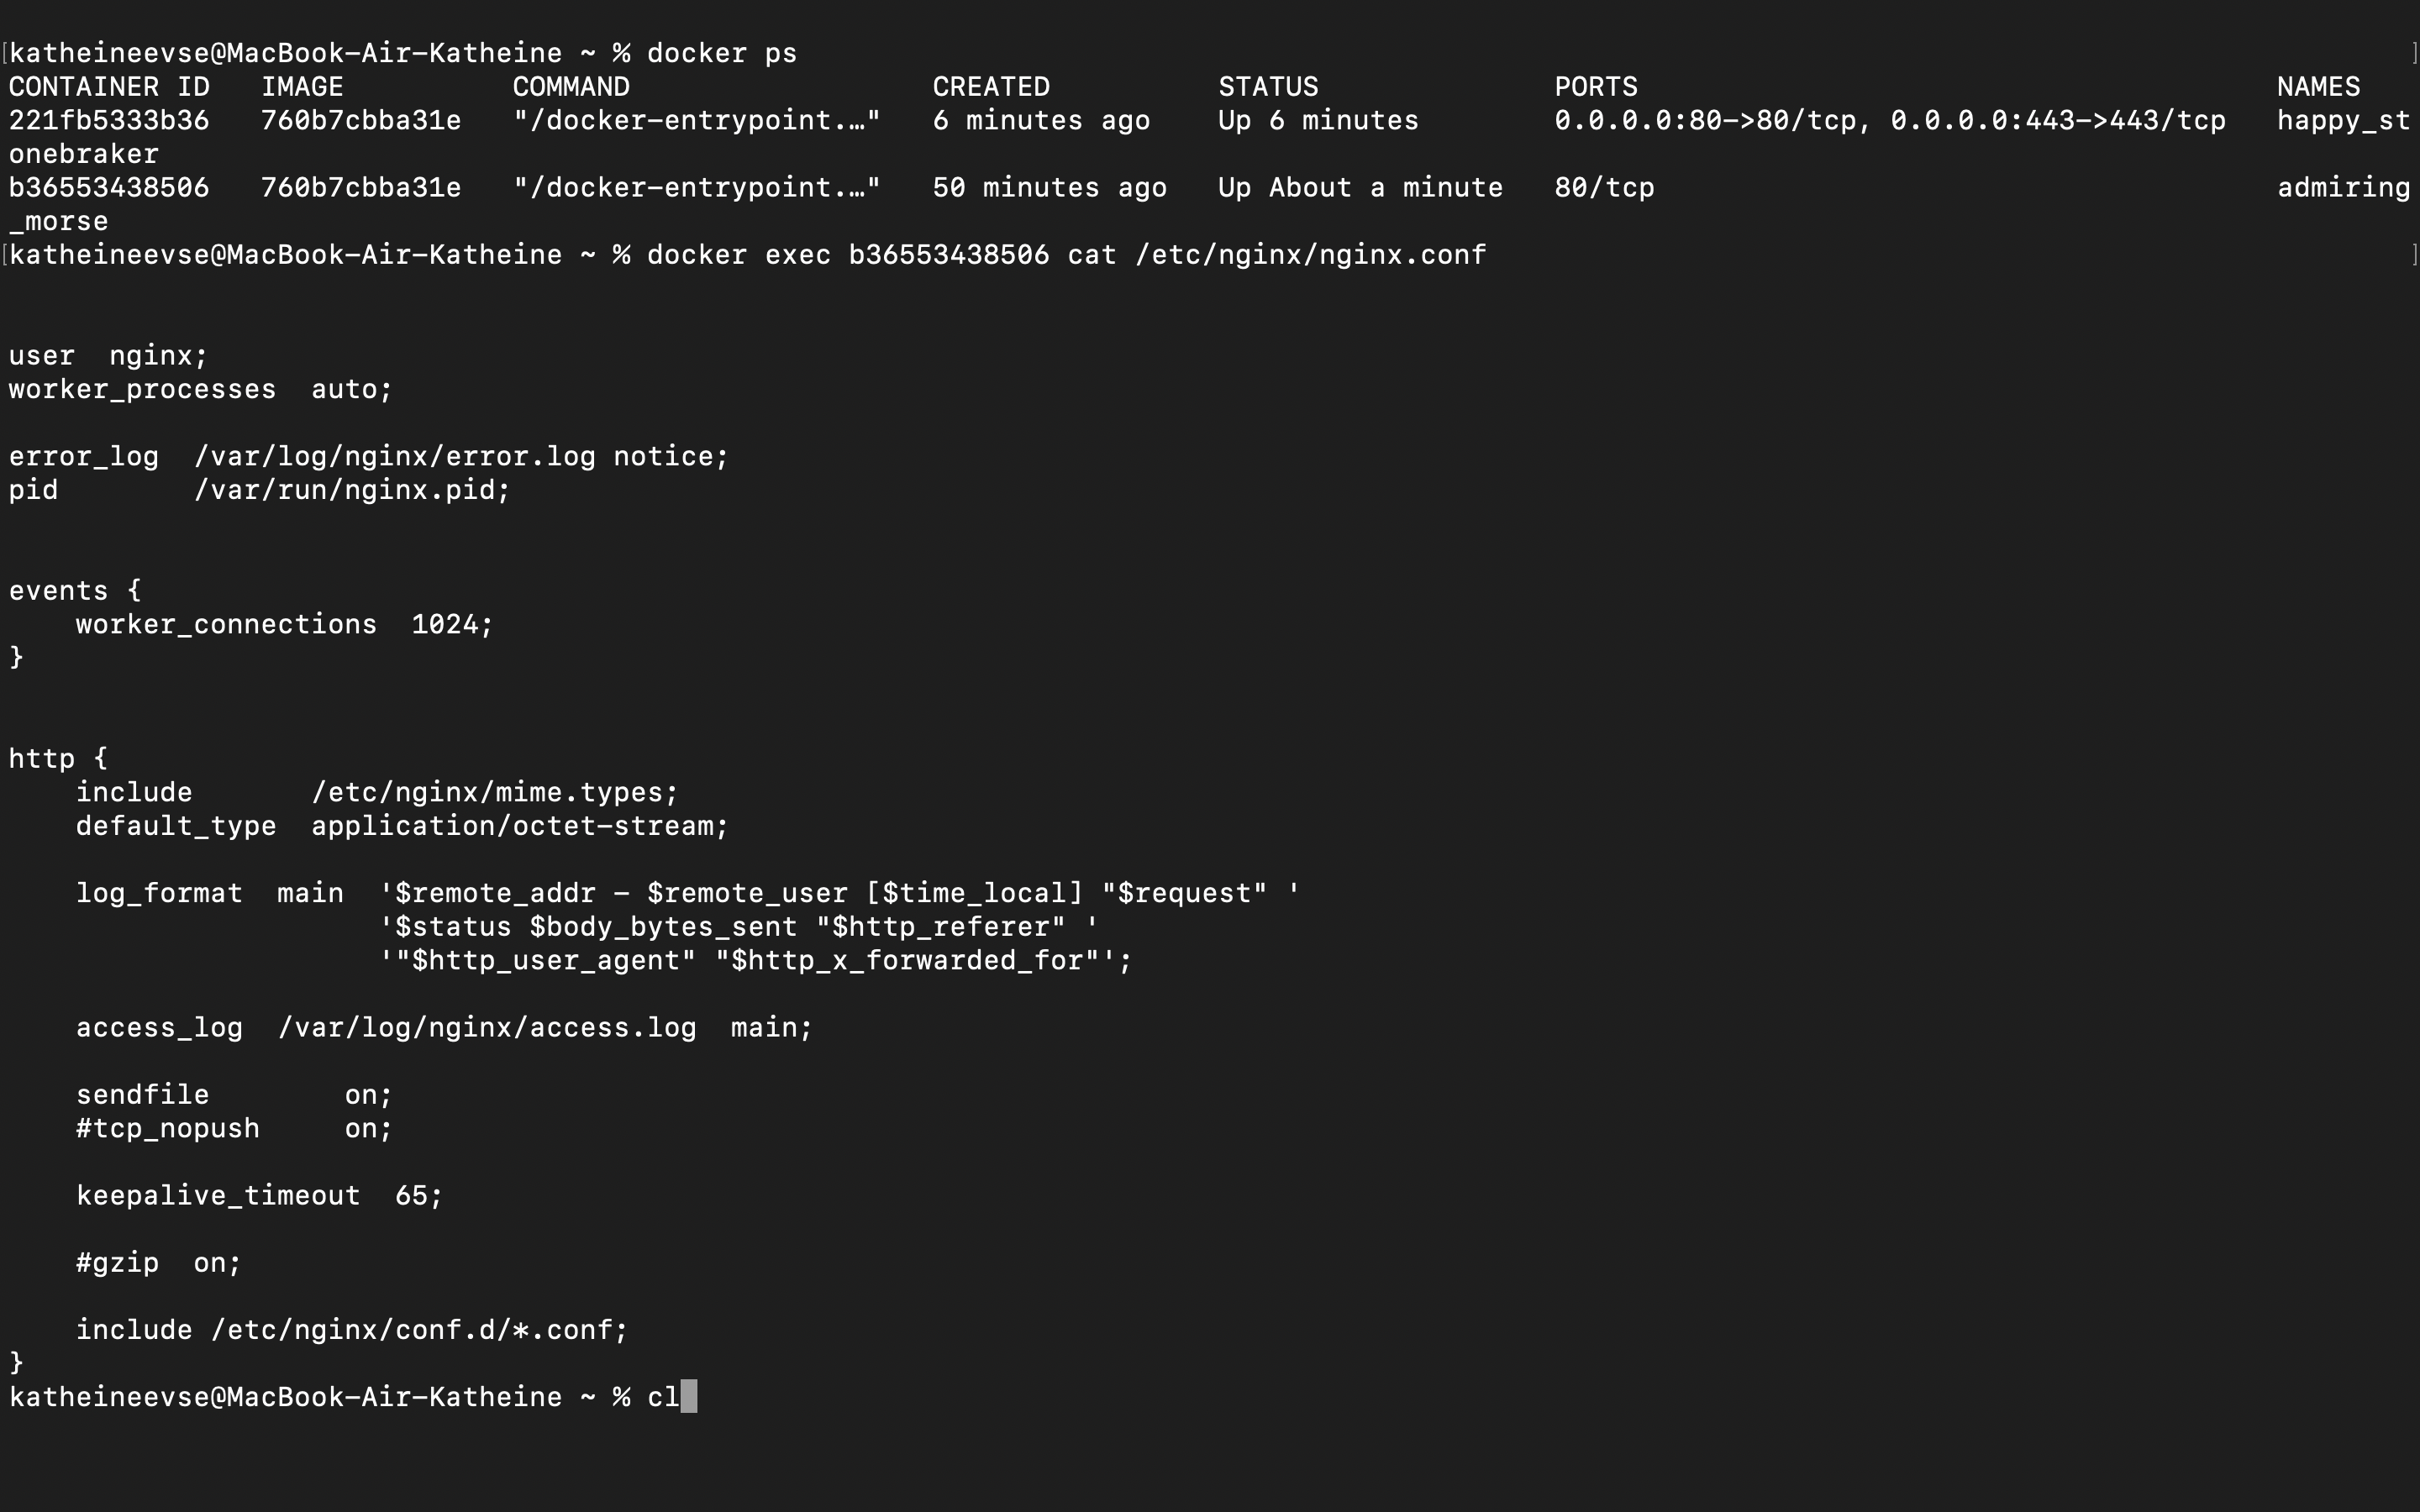 [katheineevse@MacBook-Air-Katheine ~ % docker ps ]
CONTAINER ID   IMAGE          COMMAND                  CREATED          STATUS              PORTS                                      NAMES
221fb5333b36   760b7cbba31e   "/docker-entrypoint.…"   6 minutes ago    Up 6 minutes        0.0.0.0:80->80/tcp, 0.0.0.0:443->443/tcp   happy_st
onebraker
b36553438506   760b7cbba31e   "/docker-entrypoint.…"   50 minutes ago   Up About a minute   80/tcp                                     admiring
_morse
[katheineevse@MacBook-Air-Katheine ~ % docker exec b36553438506 cat /etc/nginx/nginx.conf ]
user  nginx;
worker_processes  auto;
error_log  /var/log/nginx/error.log notice;
pid        /var/run/nginx.pid;
events {
    worker_connections  1024;
}
http {
    include       /etc/nginx/mime.types;
    default_type  application/octet-stream;
    log_format  main  '$remote_addr - $remote_user [$time_local] "$request" '
                      '$status $body_bytes_sent "$http_referer" '
                      '"$http_user_agent" "$http_x_forwarded_for"';
    access_log  /var/log/nginx/access.log  main;
    sendfile        on;
    #tcp_nopush     on;
    keepalive_timeout  65;
    #gzip  on;
    include /etc/nginx/conf.d/*.conf;
}
katheineevse@MacBook-Air-Katheine ~ % cl